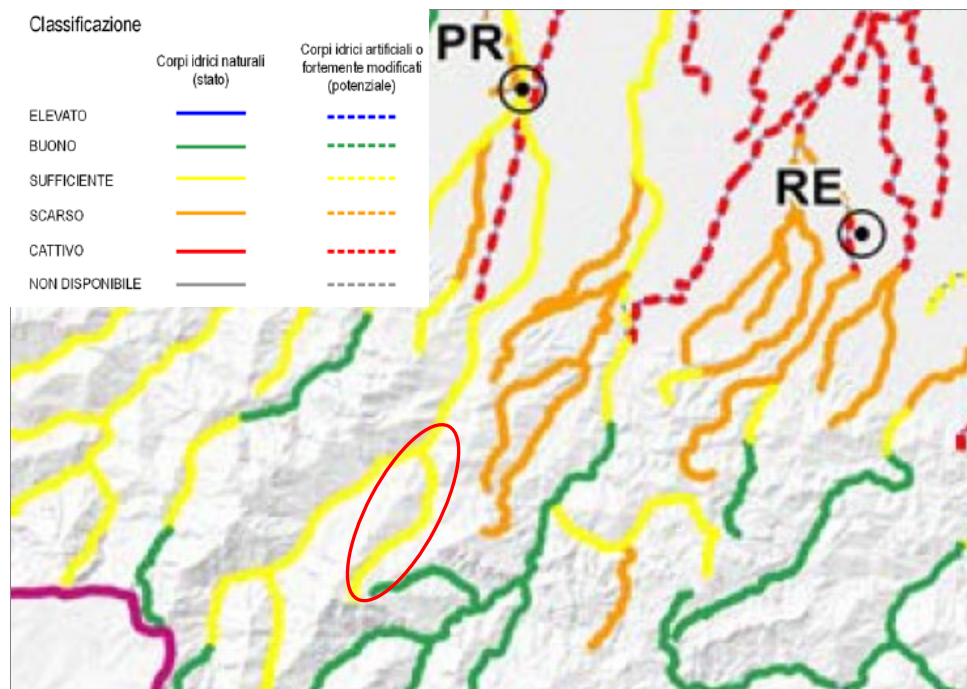 Classificazione
Corpi idrici naturali
(stato)
Corpi idrici artificiali o
fortemente modificati
(potenziale)
ELEVATO
BUONO
SUFFICIENTE
SCARSO
CATTIVO
NON DISPONIBILE
PR
RE